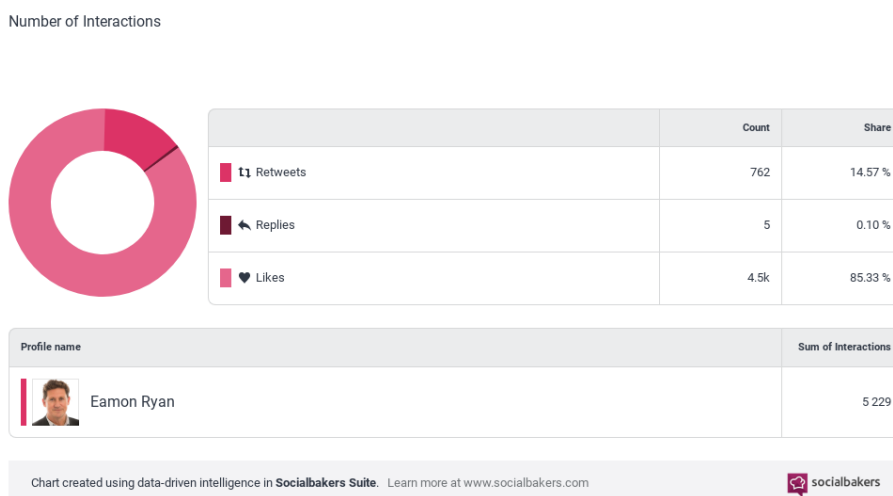 Number of Interactions
Count Share
Retweets 762 14.57 %
Replies 5 0.10 %
Likes 4.5k 85.33 %
Profile name Sum of Interactions
Eamon Ryan 5 229
Chart created using data-driven intelligence in Socialbakers Suite. Learn more at www.socialbakers.com socialbakers